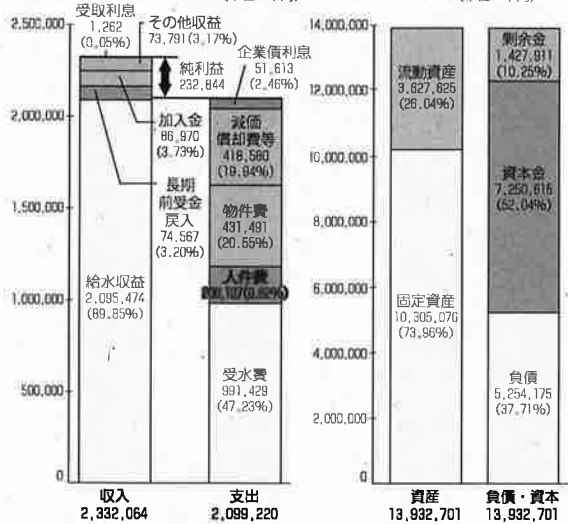 受取利息
1,262
(0.05%)
その他収益
73,791(3.17%)
純利益
232,844
加入金
86,970
(3.73%)
長期
前受金
戻入
74,567
(3.20%)
給水収益
2,095,474
(89.85%)
企業債利息
51,613
(2.46%)
減価
償却費等
418,580
(19.94%)
物件費
431,491
(20.55%)
人件費
206,107(9.82%)
受水費
991,429
(47.23%)
2,500,000
2,000,000
1,500,000
1,000,000
500,000
0
収入
2,332,064
支出
2,099,220
14,000,000
12,000,000
10,000,000
8,000,000
6,000,000
4,000,000
2,000,000
0
流動資産
3,627,625
(26.04%)
固定資産
10,305,076
(73.96%)
剰余金
1,427,911
(10.25%)
資本金
7,250,615
(52.04%)
負債
5,254,175
(37.71%)
資産
13,932,701
負債・資本
13,932,701